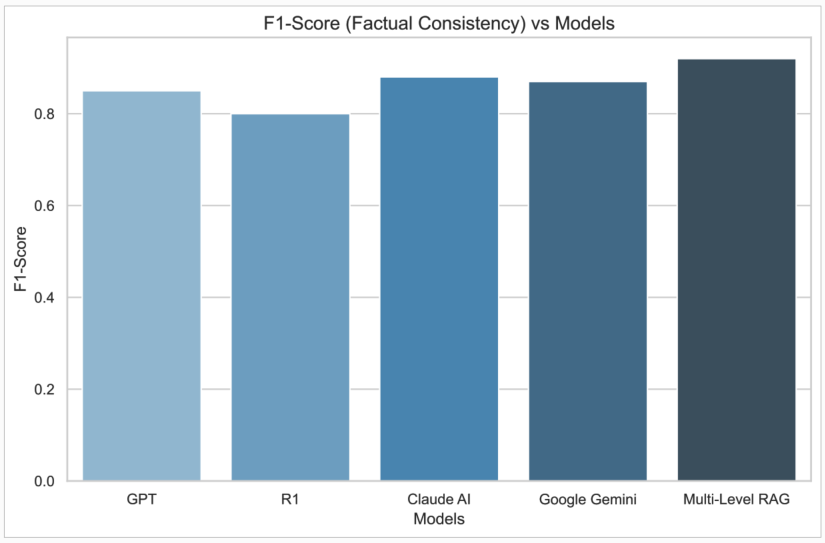 F1-Score (Factual Consistency) vs Models
F1-Score
0.8
0.6
0.4
0.2
0.0
GPT
R1
Claude AI
Google Gemini
Multi-Level RAG
Models